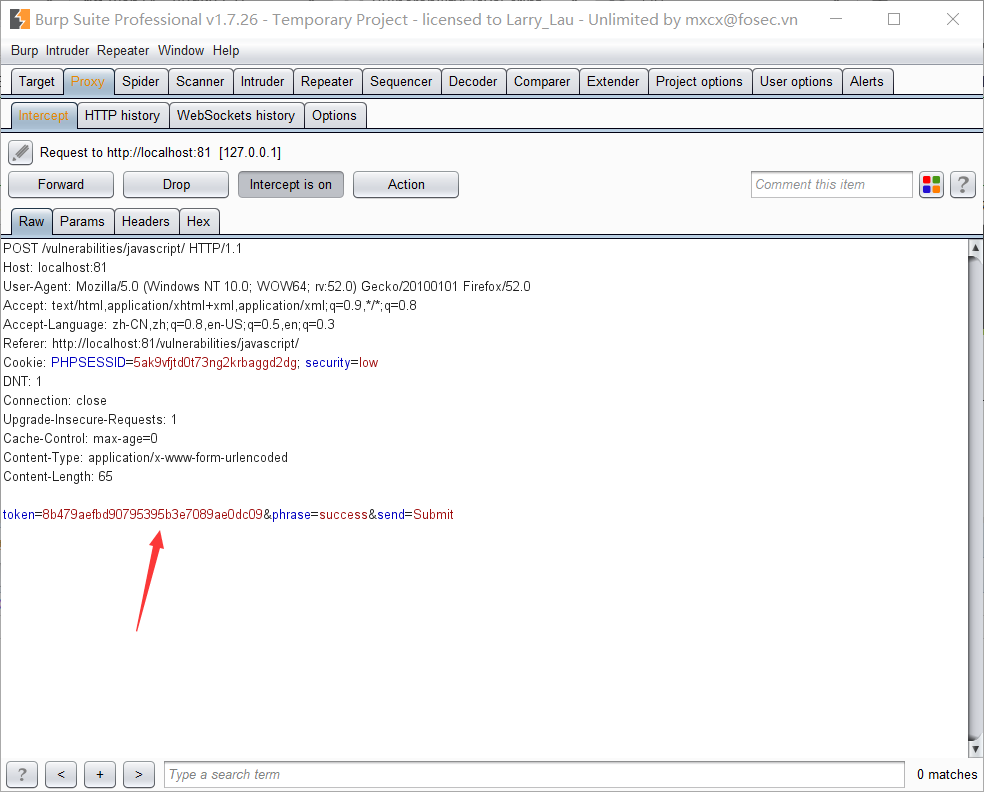 Burp Suite Professional v1.7.26 - Temporary Project - licensed to Larry_Lau - Unlimited by mxcx@fosec.vn
Burp Intruder Repeater Window Help
Target Proxy Spider Scanner Intruder Repeater Sequencer Decoder Comparer Extender Project options User options Alerts
Intercept HTTP history WebSockets history Options
Request to http://localhost:81 [127.0.0.1]
Forward Drop Intercept is on Action Comment this item ?
Raw Params Headers Hex
POST /vulnerabilities/javascript/ HTTP/1.1
Host: localhost:81
User-Agent: Mozilla/5.0 (Windows NT 10.0; WOW64; rv:52.0) Gecko/20100101 Firefox/52.0
Accept: text/html,application/xhtml+xml,application/xml;q=0.9,*/*;q=0.8
Accept-Language: zh-CN,zh;q=0.8,en-US;q=0.5,en;q=0.3
Referer: http://localhost:81/vulnerabilities/javascript/
Cookie: PHPSESSID=5ak9vfjtd0t73ng2krbaggd2dg; security=low
DNT: 1
Connection: close
Upgrade-Insecure-Requests: 1
Cache-Control: max-age=0
Content-Type: application/x-www-form-urlencoded
Content-Length: 65
token=8b479aefbd90795395b3e7089ae0dc09&phrase=success&send=Submit
? < + > Type a search term 0 matches